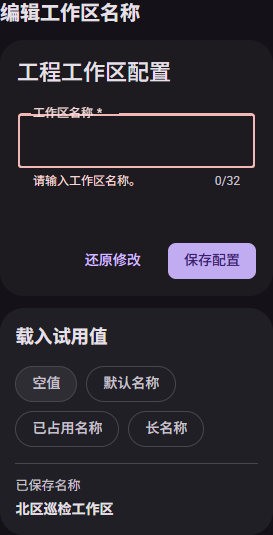 编辑工作区名称
工程工作区配置
工作区名称 *
请输入工作区名称。
0/32
还原修改
保存配置
载入试用值
空值
默认名称
已占用名称
长名称
已保存名称
北区巡检工作区